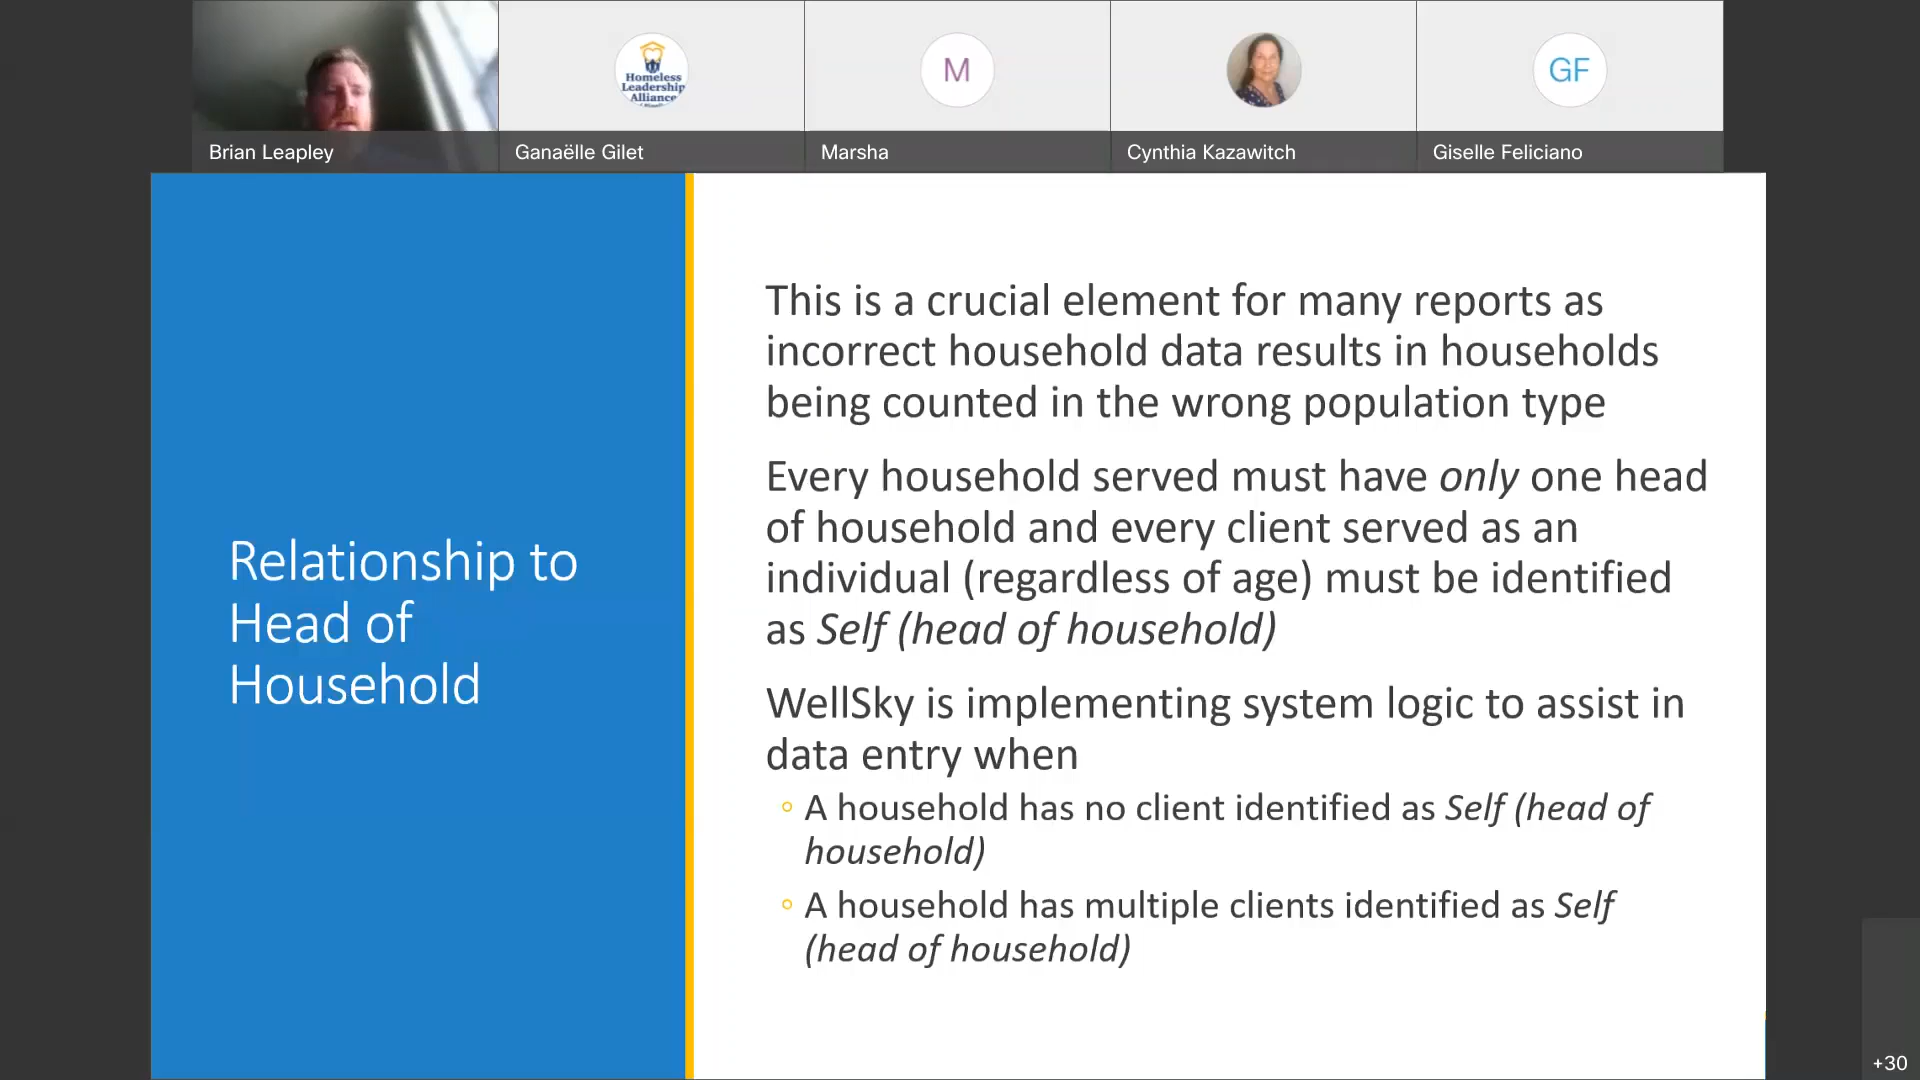 Homeless
Leadership
Alliance
M
GF
Brian Leapley
Ganaëlle Gilet
Marsha
Cynthia Kazawitch
Giselle Feliciano
Relationship to
Head of
Household
This is a crucial element for many reports as
incorrect household data results in households
being counted in the wrong population type
Every household served must have only one head
of household and every client served as an
individual (regardless of age) must be identified
as Self (head of household)
WellSky is implementing system logic to assist in
data entry when
◦ A household has no client identified as Self (head of
household)
◦ A household has multiple clients identified as Self
(head of household)
+30